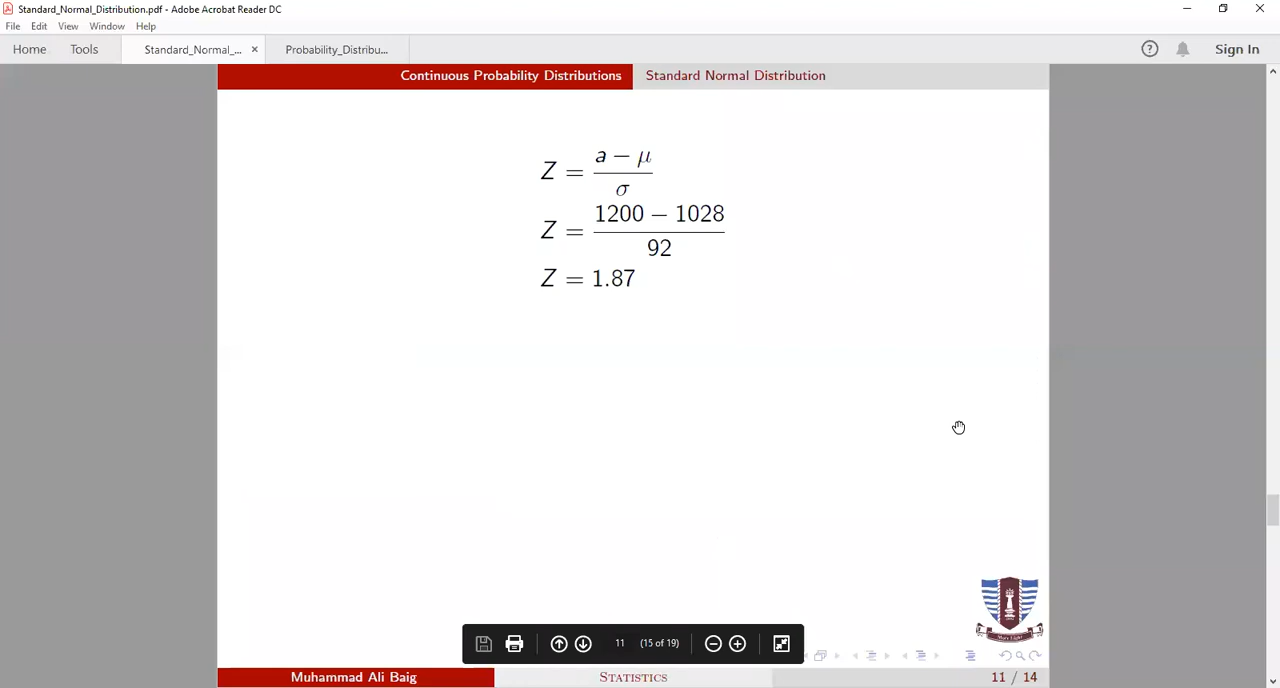 Standard_Normal_Distribution.pdf - Adobe Acrobat Reader DC
File Edit View Window Help
Home Tools Standard_Normal_... × Probability_Distribu... ? Sign In
Continuous Probability Distributions Standard Normal Distribution
Z = (a − μ) / σ
Z = (1200 − 1028) / 92
Z = 1.87
11 (15 of 19)
Muhammad Ali Baig STATISTICS 11 / 14